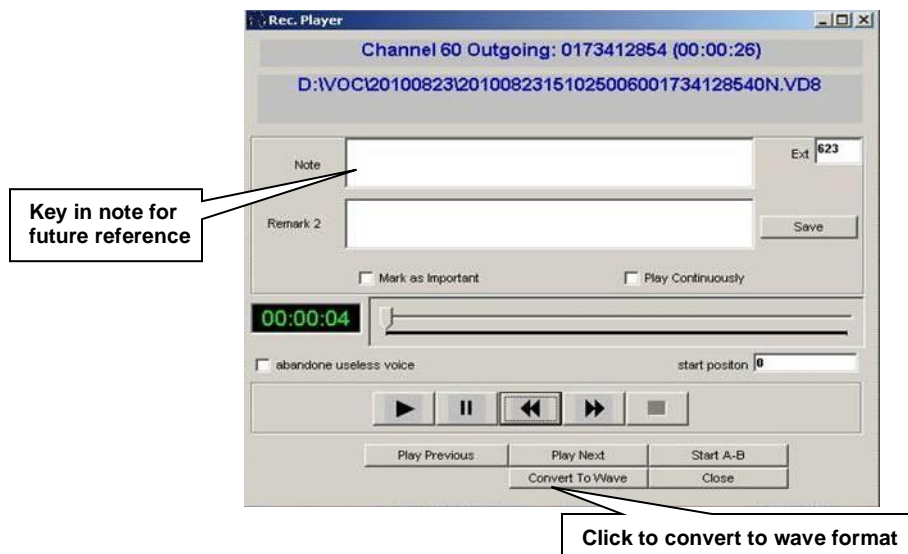 Rec. Player
Channel 60 Outgoing: 0173412854 (00:00:26)
D:\VOC\20100823\20100823151025006001734128540N.VD8
Note
Ext 623
Key in note for
future reference
Remark 2
Save
Mark as Important
Play Continuously
00:00:04
abandone useless voice
start positon 0
Play Previous
Play Next
Start A-B
Convert To Wave
Close
Click to convert to wave format